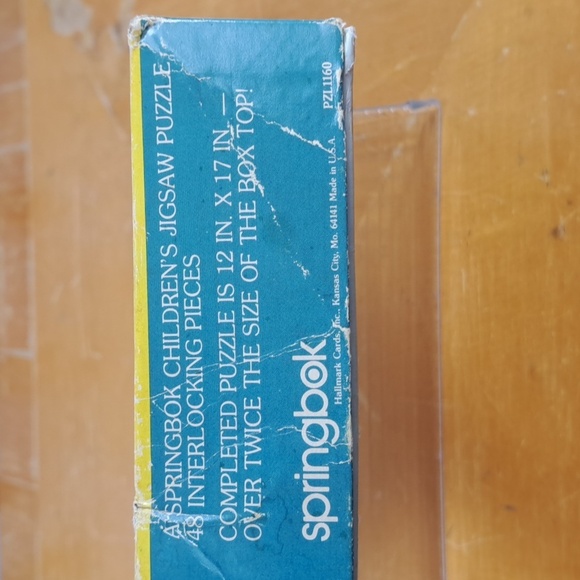 A SPRINGBOK CHILDREN'S JIGSAW PUZZLE
48 INTERLOCKING PIECES
COMPLETED PUZZLE IS 12 IN. X 17 IN. —
OVER TWICE THE SIZE OF THE BOX TOP!
springbok
Hallmark Cards, Inc., Kansas City, Mo. 64141 Made in U.S.A.
PZL1160